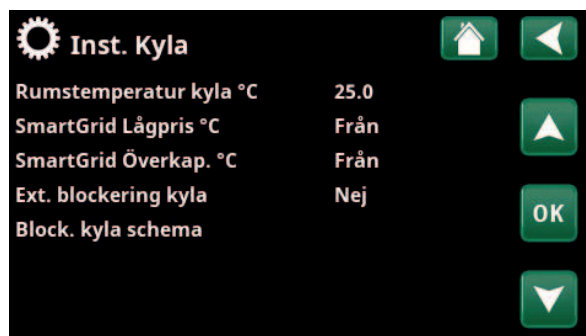 Inst. Kyla
Rumstemperatur kyla °C 25.0
SmartGrid Lågpris °C Från
SmartGrid Överkap. °C Från
Ext. blockering kyla Nej
Block. kyla schema
OK